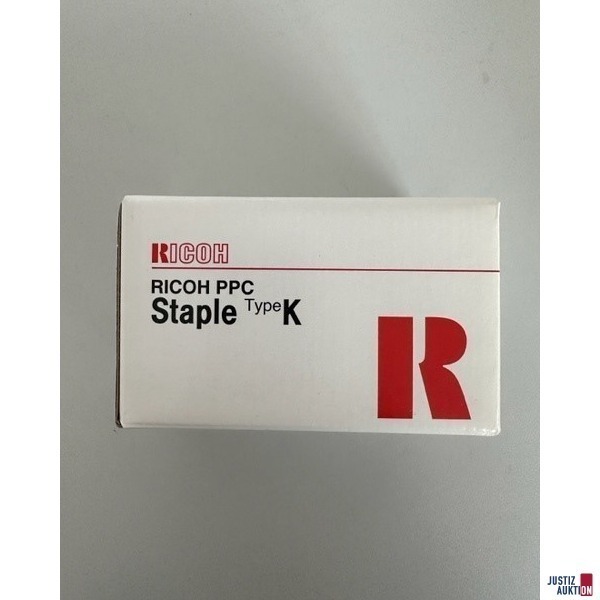 RICOH
RICOH PPC
Staple Type K
R
JUSTIZ
AUKTION